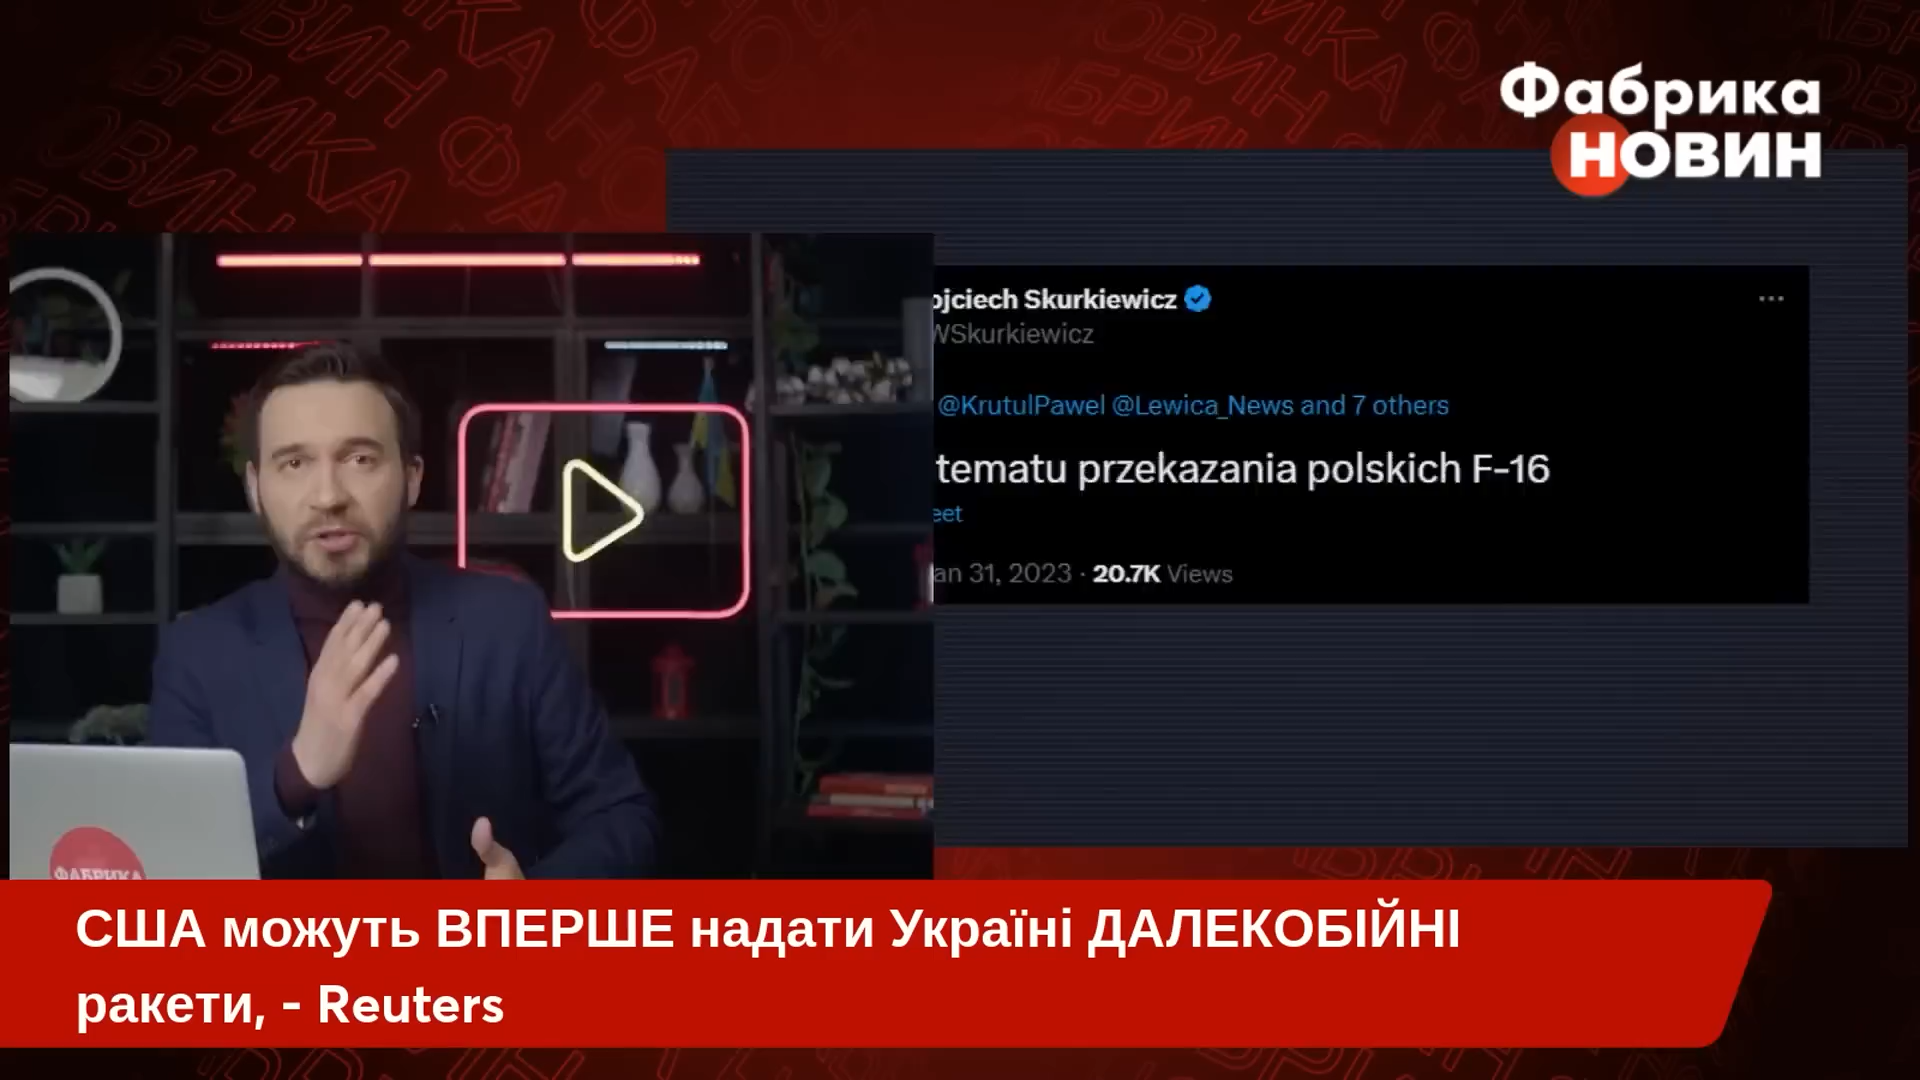 Фабрика
НОВИН
ojciech Skurkiewicz
WSkurkiewicz
@KrutulPawel @Lewica_News and 7 others
tematu przekazania polskich F-16
eet
an 31, 2023 · 20.7K Views
ФАБРИКА
США можуть ВПЕРШЕ надати Україні ДАЛЕКОБІЙНІ
ракети, - Reuters